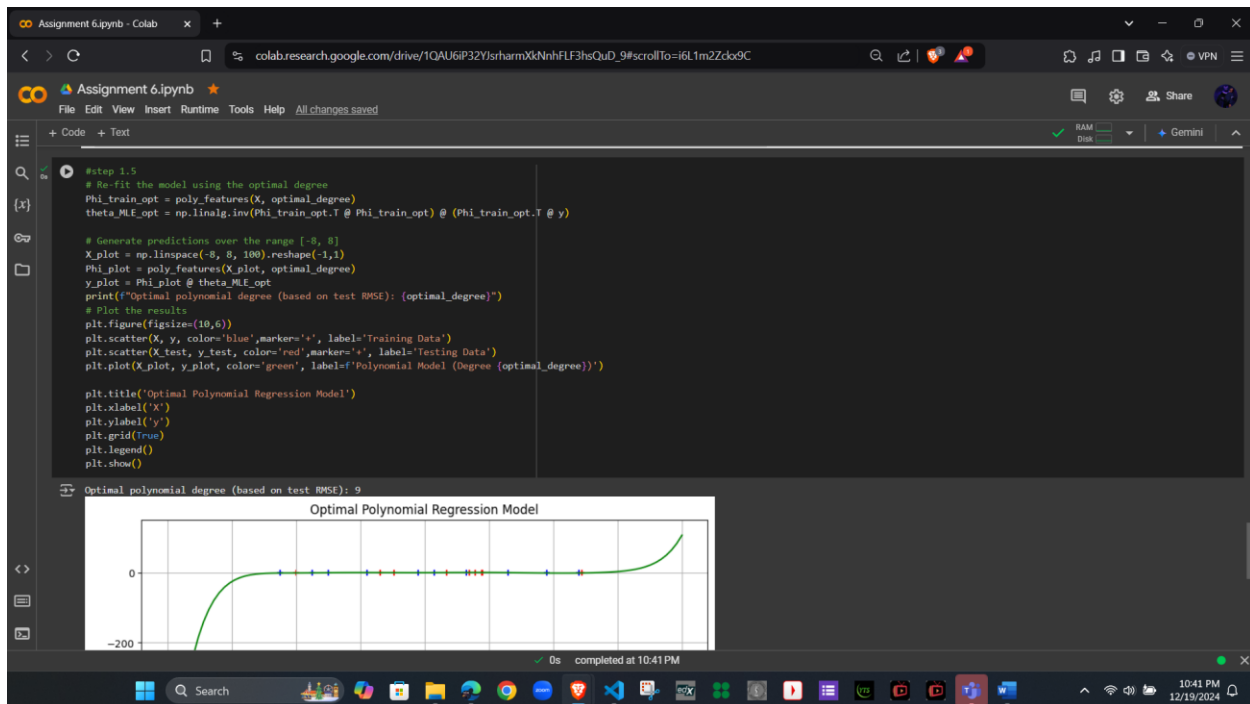 Assignment 6.ipynb - Colab
colab.research.google.com/drive/1QAU6iP32YJsrharmXkNnhFLF3hsQuD_9#scrollTo=i6L1m2Zckx9C
VPN
Assignment 6.ipynb
File Edit View Insert Runtime Tools Help All changes saved
Share
+ Code + Text
RAM
Disk
Gemini
0s
#step 1.5
# Re-fit the model using the optimal degree
Phi_train_opt = poly_features(X, optimal_degree)
theta_MLE_opt = np.linalg.inv(Phi_train_opt.T @ Phi_train_opt) @ (Phi_train_opt.T @ y)
# Generate predictions over the range [-8, 8]
X_plot = np.linspace(-8, 8, 100).reshape(-1,1)
Phi_plot = poly_features(X_plot, optimal_degree)
y_plot = Phi_plot @ theta_MLE_opt
print(f"Optimal polynomial degree (based on test RMSE): {optimal_degree}")
# Plot the results
plt.figure(figsize=(10,6))
plt.scatter(X, y, color='blue',marker='+', label='Training Data')
plt.scatter(X_test, y_test, color='red',marker='+', label='Testing Data')
plt.plot(X_plot, y_plot, color='green', label=f'Polynomial Model (Degree {optimal_degree})')
plt.title('Optimal Polynomial Regression Model')
plt.xlabel('X')
plt.ylabel('y')
plt.grid(True)
plt.legend()
plt.show()
Optimal polynomial degree (based on test RMSE): 9
Optimal Polynomial Regression Model
0
−200
0s completed at 10:41 PM
Search
edX
10:41 PM
12/19/2024